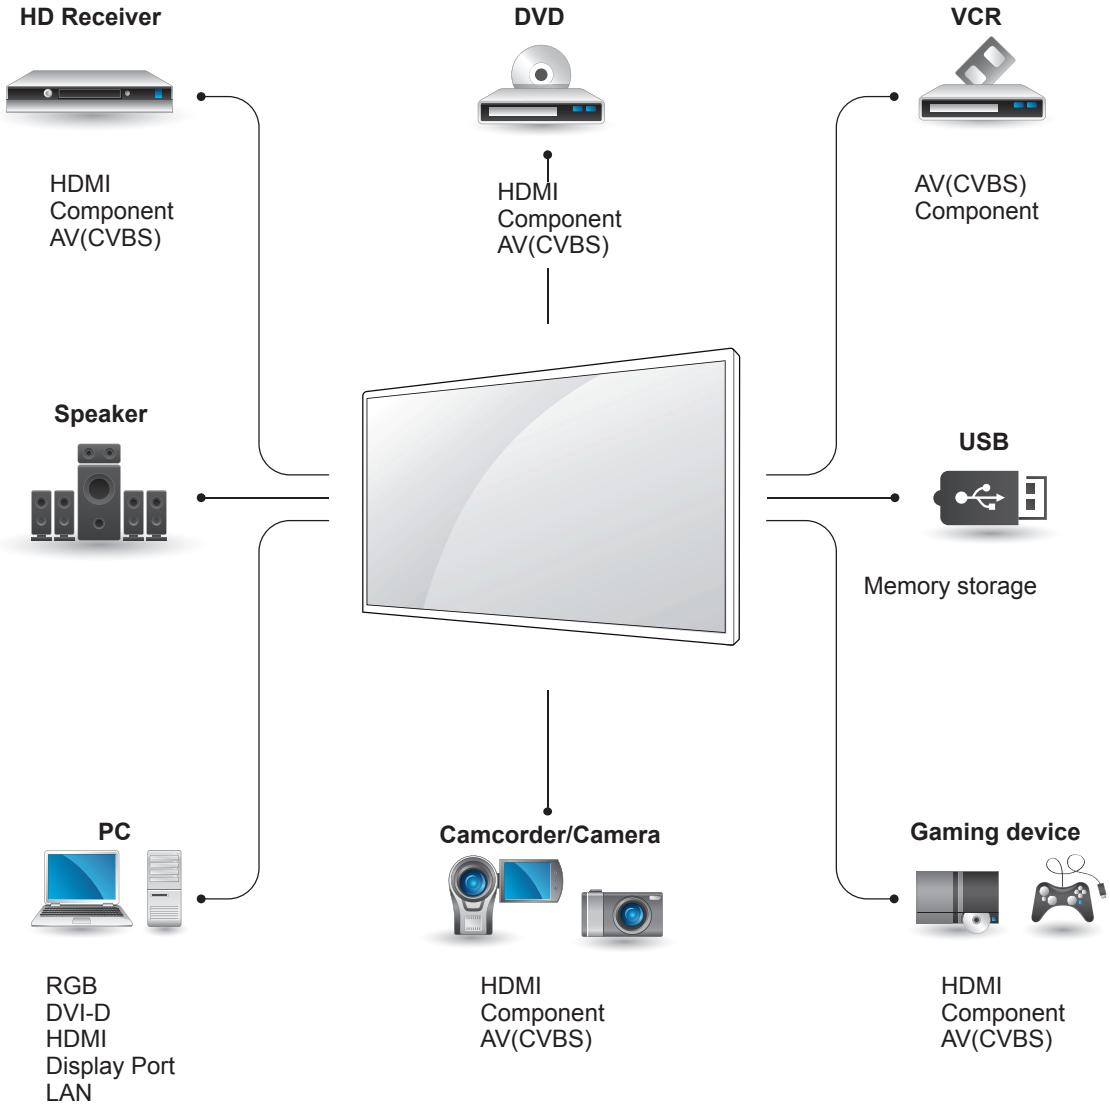 HD Receiver
HDMI
Component
AV(CVBS)
DVD
HDMI
Component
AV(CVBS)
VCR
AV(CVBS)
Component
Speaker
USB
Memory storage
PC
RGB
DVI-D
HDMI
Display Port
LAN
Camcorder/Camera
HDMI
Component
AV(CVBS)
Gaming device
HDMI
Component
AV(CVBS)